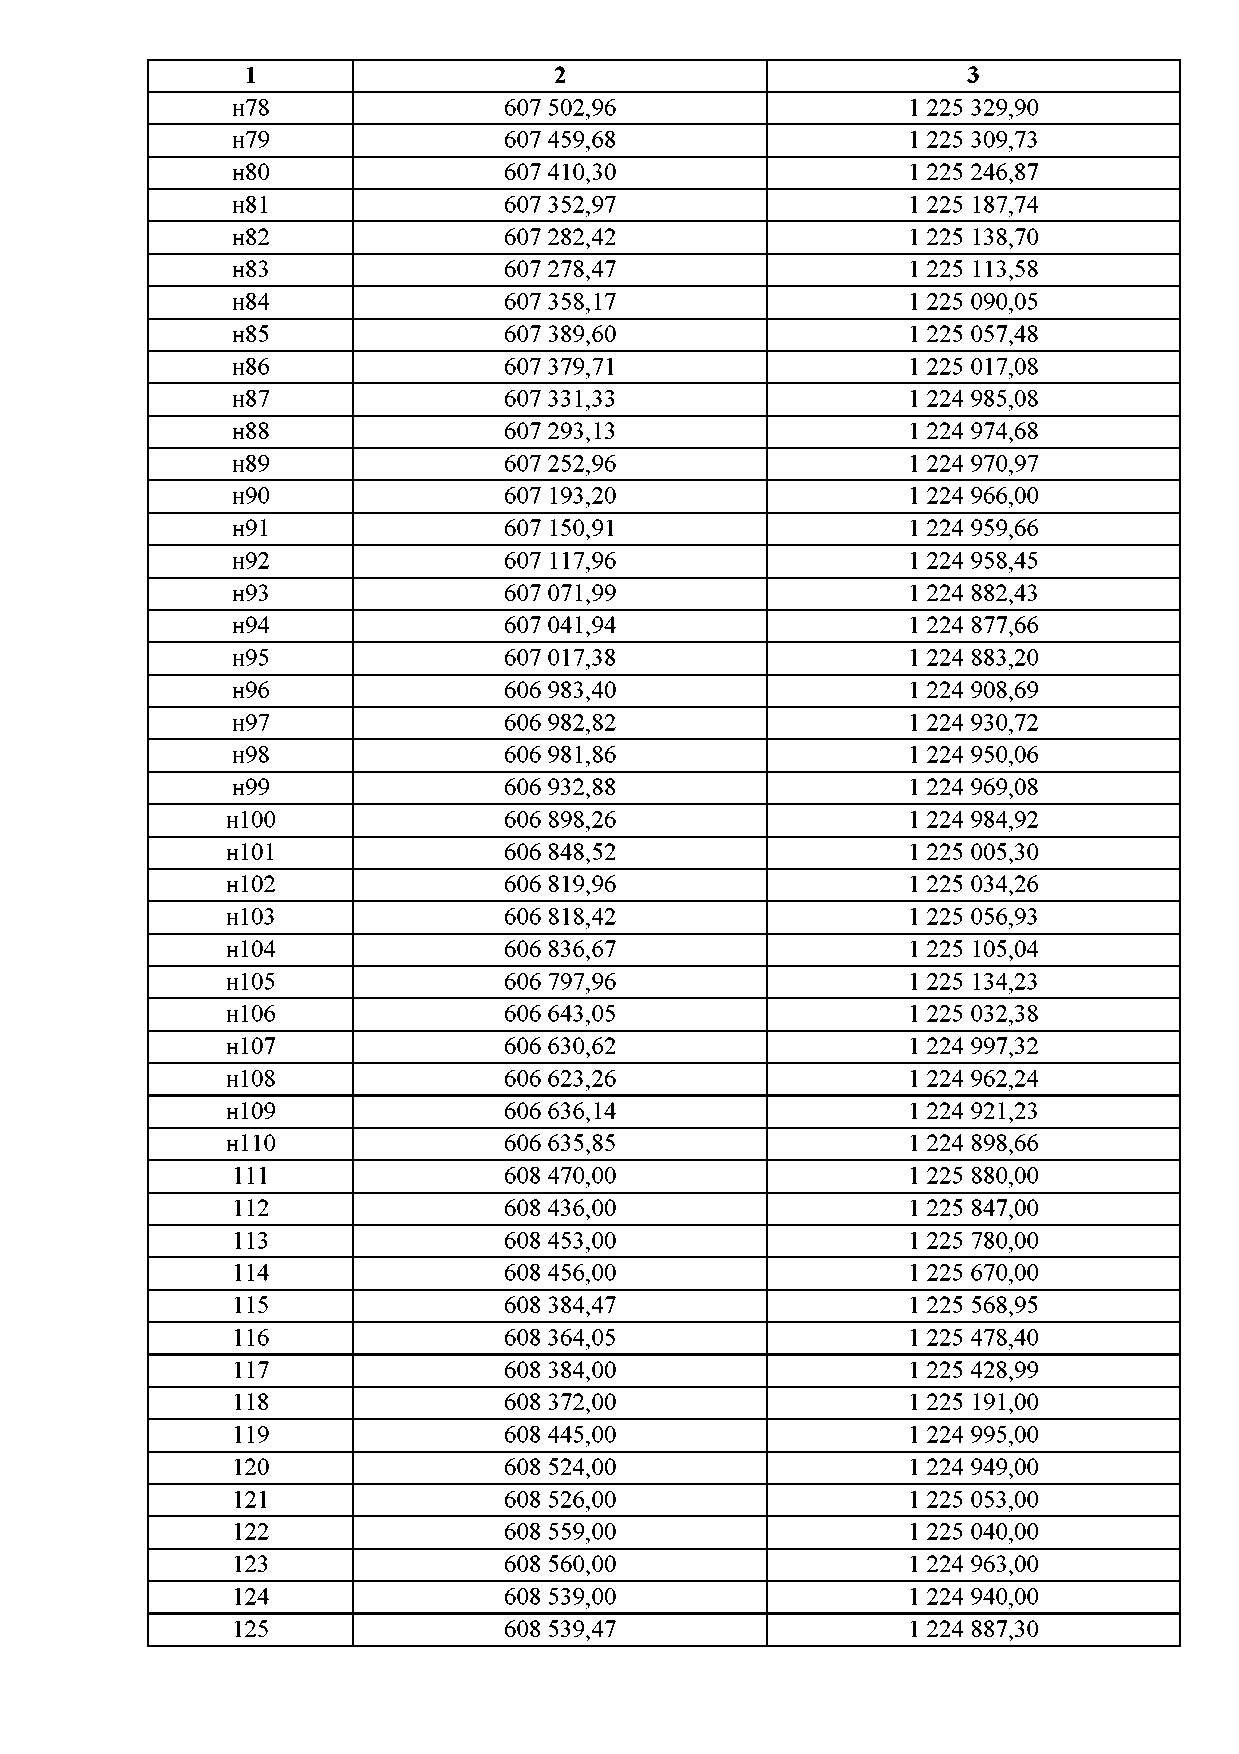 1 2 3
н78 607 502,96 1 225 329,90
н79 607 459,68 1 225 309,73
н80 607 410,30 1 225 246,87
н81 607 352,97 1 225 187,74
н82 607 282,42 1 225 138,70
н83 607 278,47 1 225 113,58
н84 607 358,17 1 225 090,05
н85 607 389,60 1 225 057,48
н86 607 379,71 1 225 017,08
н87 607 331,33 1 224 985,08
н88 607 293,13 1 224 974,68
н89 607 252,96 1 224 970,97
н90 607 193,20 1 224 966,00
н91 607 150,91 1 224 959,66
н92 607 117,96 1 224 958,45
н93 607 071,99 1 224 882,43
н94 607 041,94 1 224 877,66
н95 607 017,38 1 224 883,20
н96 606 983,40 1 224 908,69
н97 606 982,82 1 224 930,72
н98 606 981,86 1 224 950,06
н99 606 932,88 1 224 969,08
н100 606 898,26 1 224 984,92
н101 606 848,52 1 225 005,30
н102 606 819,96 1 225 034,26
н103 606 818,42 1 225 056,93
н104 606 836,67 1 225 105,04
н105 606 797,96 1 225 134,23
н106 606 643,05 1 225 032,38
н107 606 630,62 1 224 997,32
н108 606 623,26 1 224 962,24
н109 606 636,14 1 224 921,23
н110 606 635,85 1 224 898,66
111 608 470,00 1 225 880,00
112 608 436,00 1 225 847,00
113 608 453,00 1 225 780,00
114 608 456,00 1 225 670,00
115 608 384,47 1 225 568,95
116 608 364,05 1 225 478,40
117 608 384,00 1 225 428,99
118 608 372,00 1 225 191,00
119 608 445,00 1 224 995,00
120 608 524,00 1 224 949,00
121 608 526,00 1 225 053,00
122 608 559,00 1 225 040,00
123 608 560,00 1 224 963,00
124 608 539,00 1 224 940,00
125 608 539,47 1 224 887,30